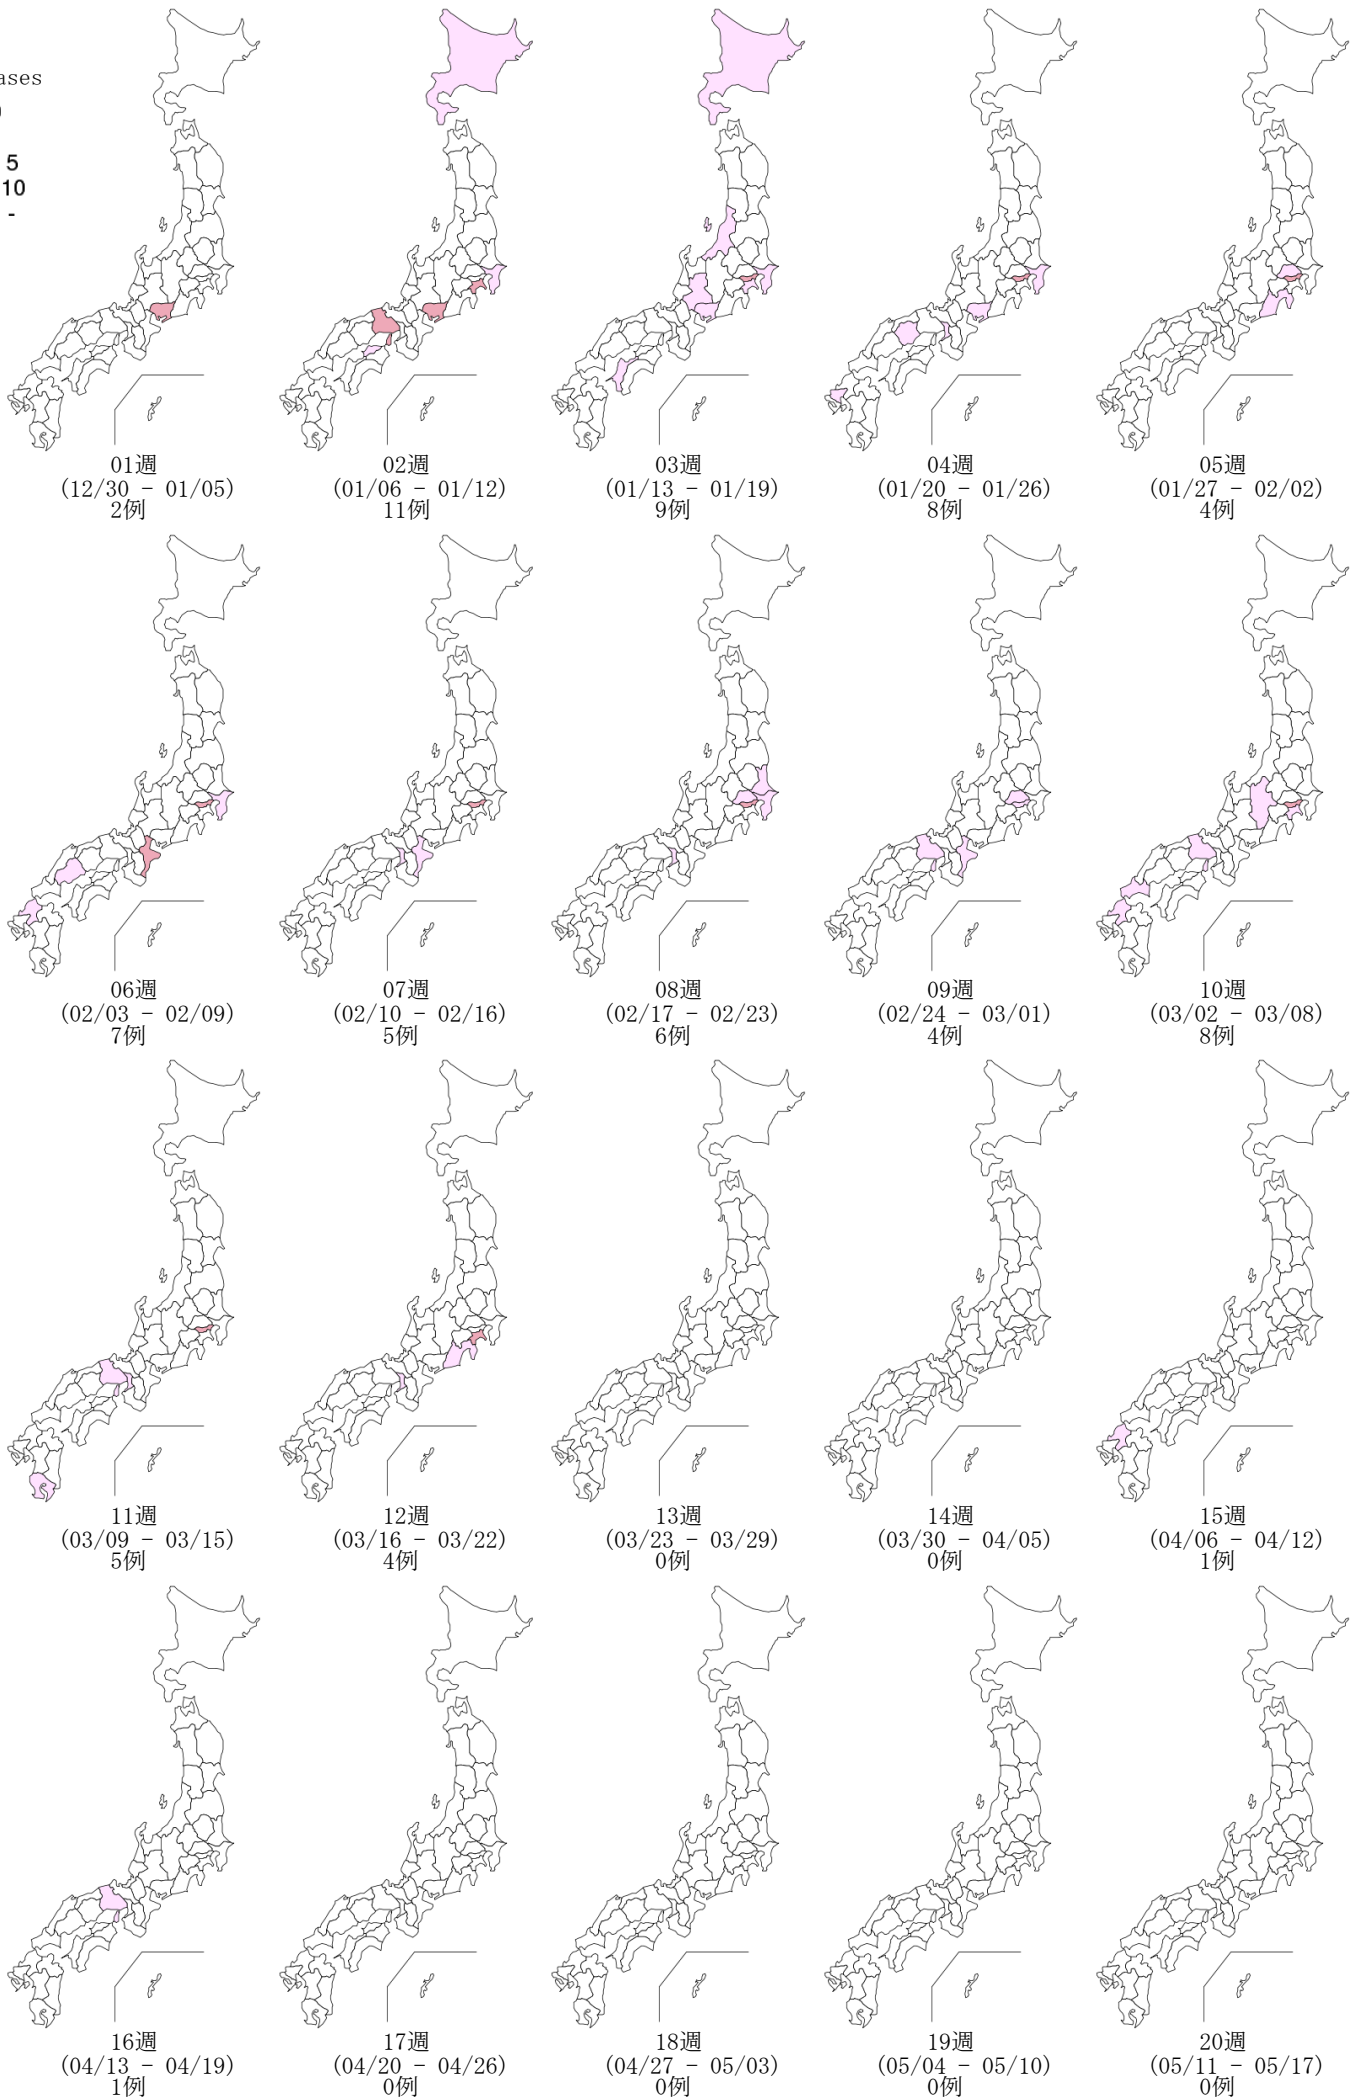 ases
5
10
-
01週
(12/30 - 01/05)
2例
02週
(01/06 - 01/12)
11例
03週
(01/13 - 01/19)
9例
04週
(01/20 - 01/26)
8例
05週
(01/27 - 02/02)
4例
06週
(02/03 - 02/09)
7例
07週
(02/10 - 02/16)
5例
08週
(02/17 - 02/23)
6例
09週
(02/24 - 03/01)
4例
10週
(03/02 - 03/08)
8例
11週
(03/09 - 03/15)
5例
12週
(03/16 - 03/22)
4例
13週
(03/23 - 03/29)
0例
14週
(03/30 - 04/05)
0例
15週
(04/06 - 04/12)
1例
16週
(04/13 - 04/19)
1例
17週
(04/20 - 04/26)
0例
18週
(04/27 - 05/03)
0例
19週
(05/04 - 05/10)
0例
20週
(05/11 - 05/17)
0例